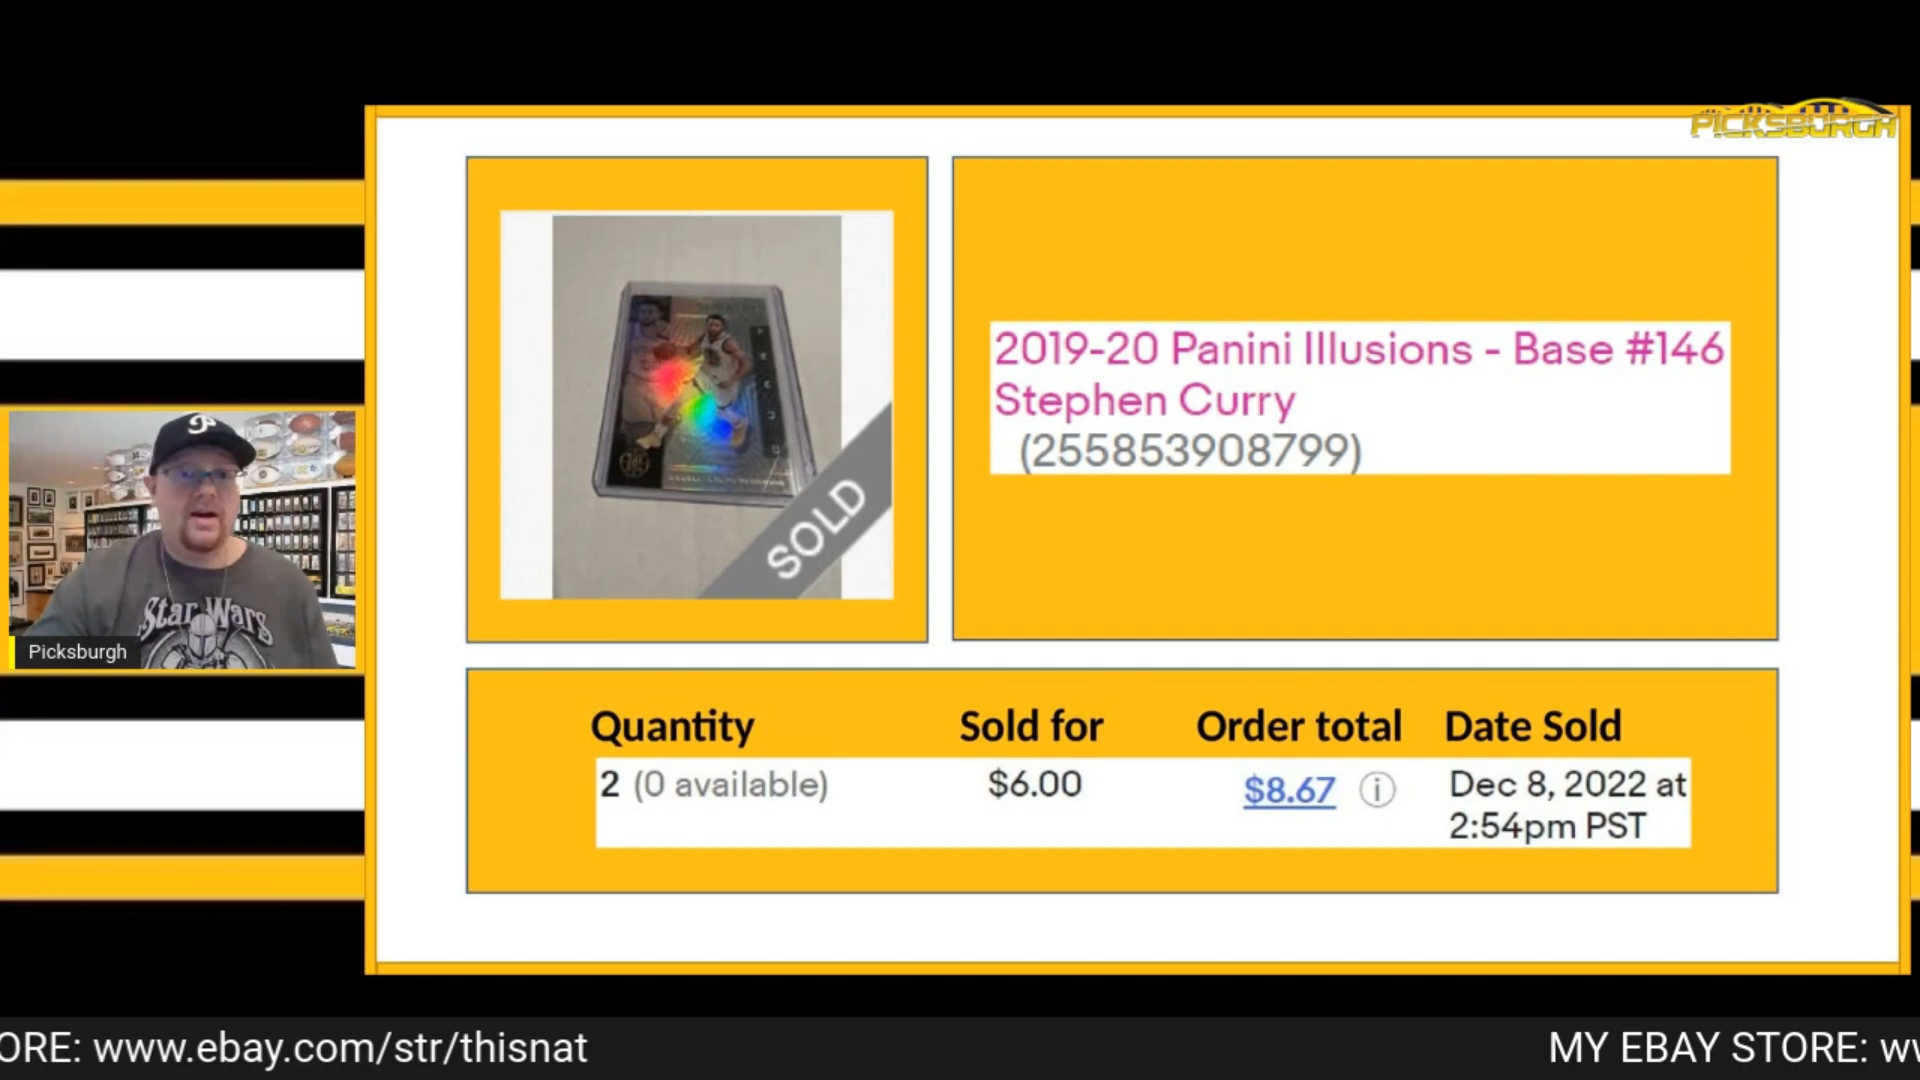 PICKSBURGH
2019-20 Panini Illusions - Base #146
Stephen Curry
(255853908799)
SOLD
P
Star Wars
Picksburgh
Quantity Sold for Order total Date Sold
2 (0 available) $6.00 $8.67 i Dec 8, 2022 at
2:54pm PST
ORE: www.ebay.com/str/thisnat MY EBAY STORE: ww